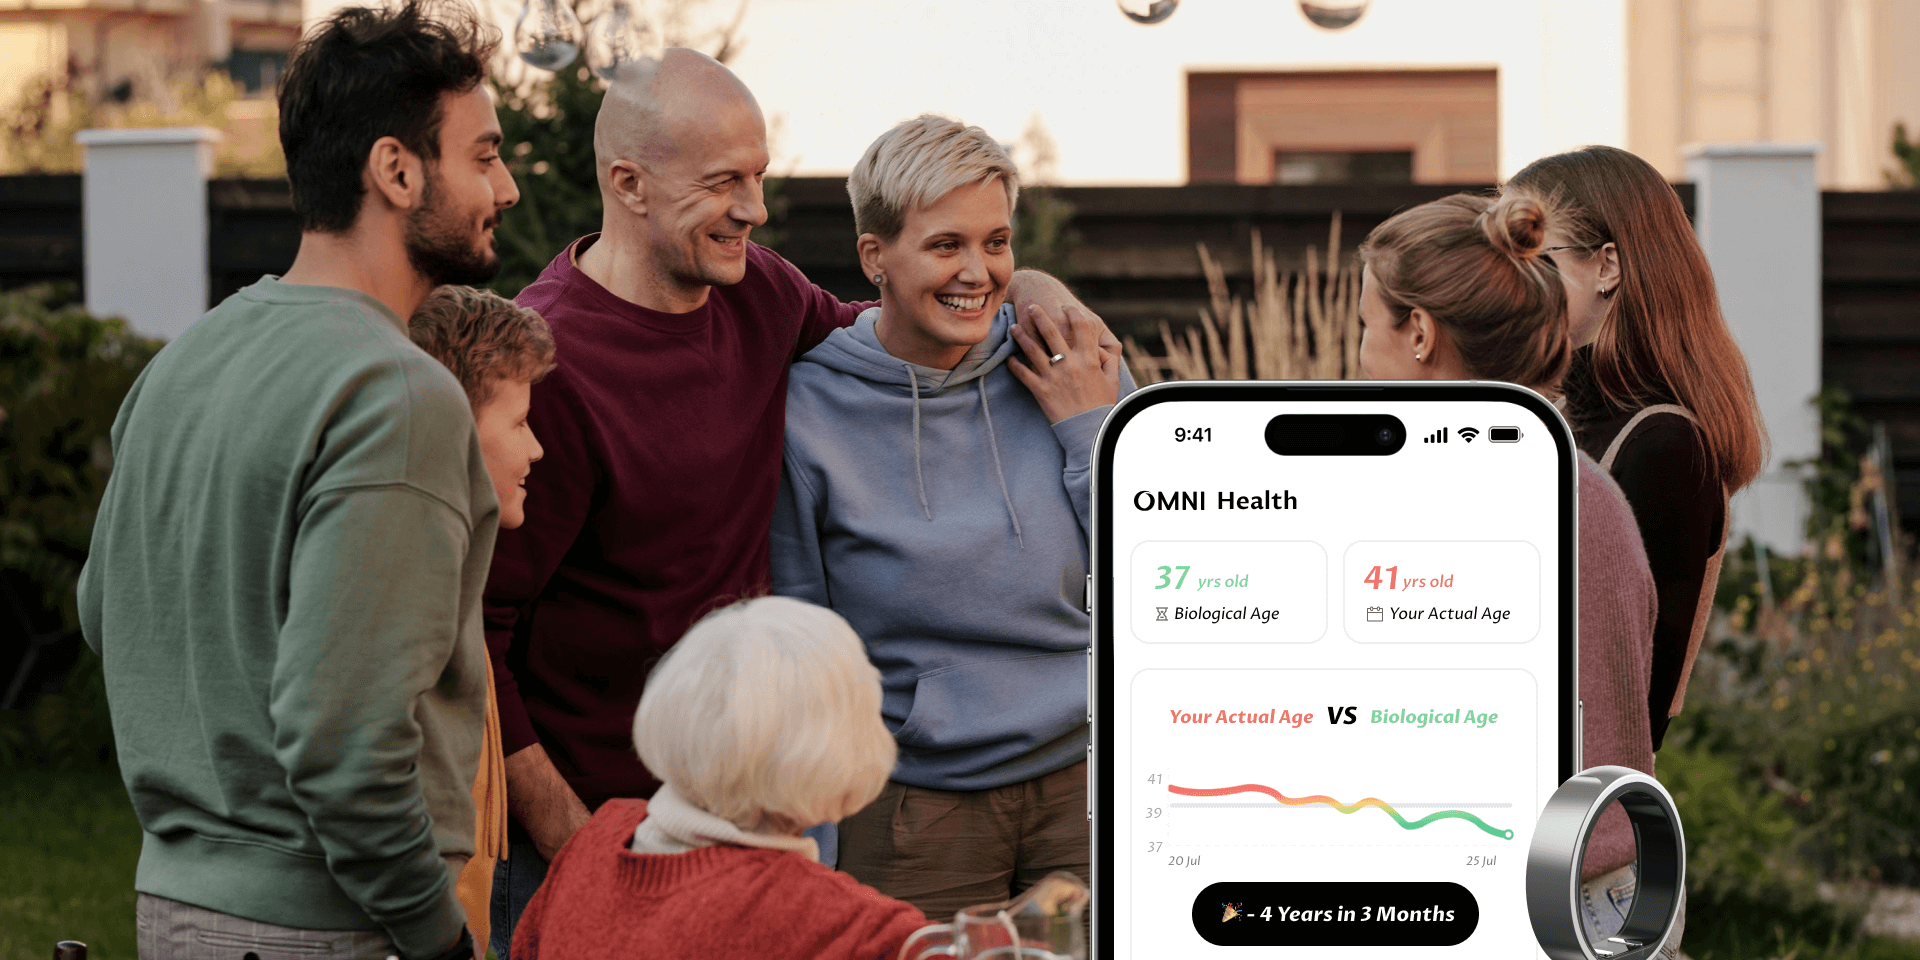 9:41
OMNI Health
37 yrs old
Biological Age
41 yrs old
Your Actual Age
Your Actual Age VS Biological Age
41
39
37
20 Jul
25 Jul
🎉 - 4 Years in 3 Months